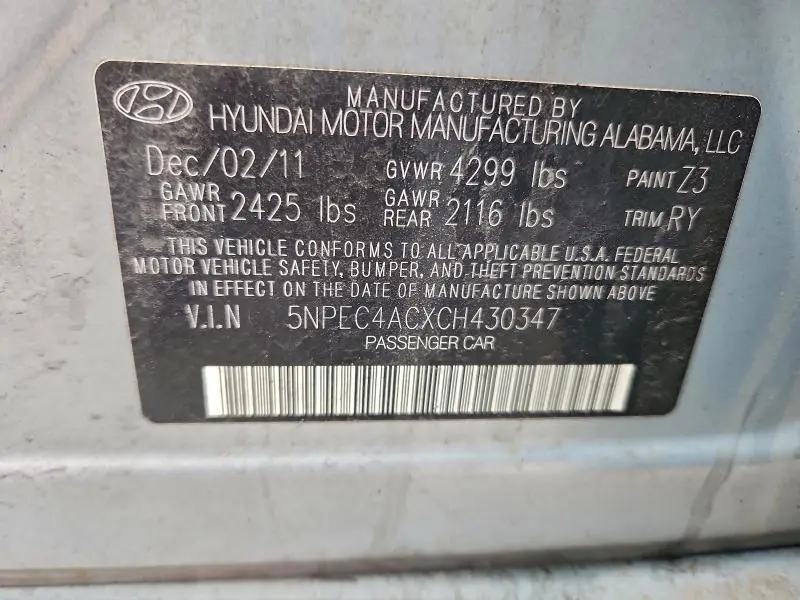 MANUFACTURED BY
HYUNDAI MOTOR MANUFACTURING ALABAMA, LLC
Dec/02/11 GVWR 4299 lbs PAINT Z3
GAWR FRONT 2425 lbs GAWR REAR 2116 lbs TRIM RY
THIS VEHICLE CONFORMS TO ALL APPLICABLE U.S.A. FEDERAL
MOTOR VEHICLE SAFETY, BUMPER, AND THEFT PREVENTION STANDARDS
IN EFFECT ON THE DATE OF MANUFACTURE SHOWN ABOVE
V.I.N 5NPEC4ACXCH430347
PASSENGER CAR